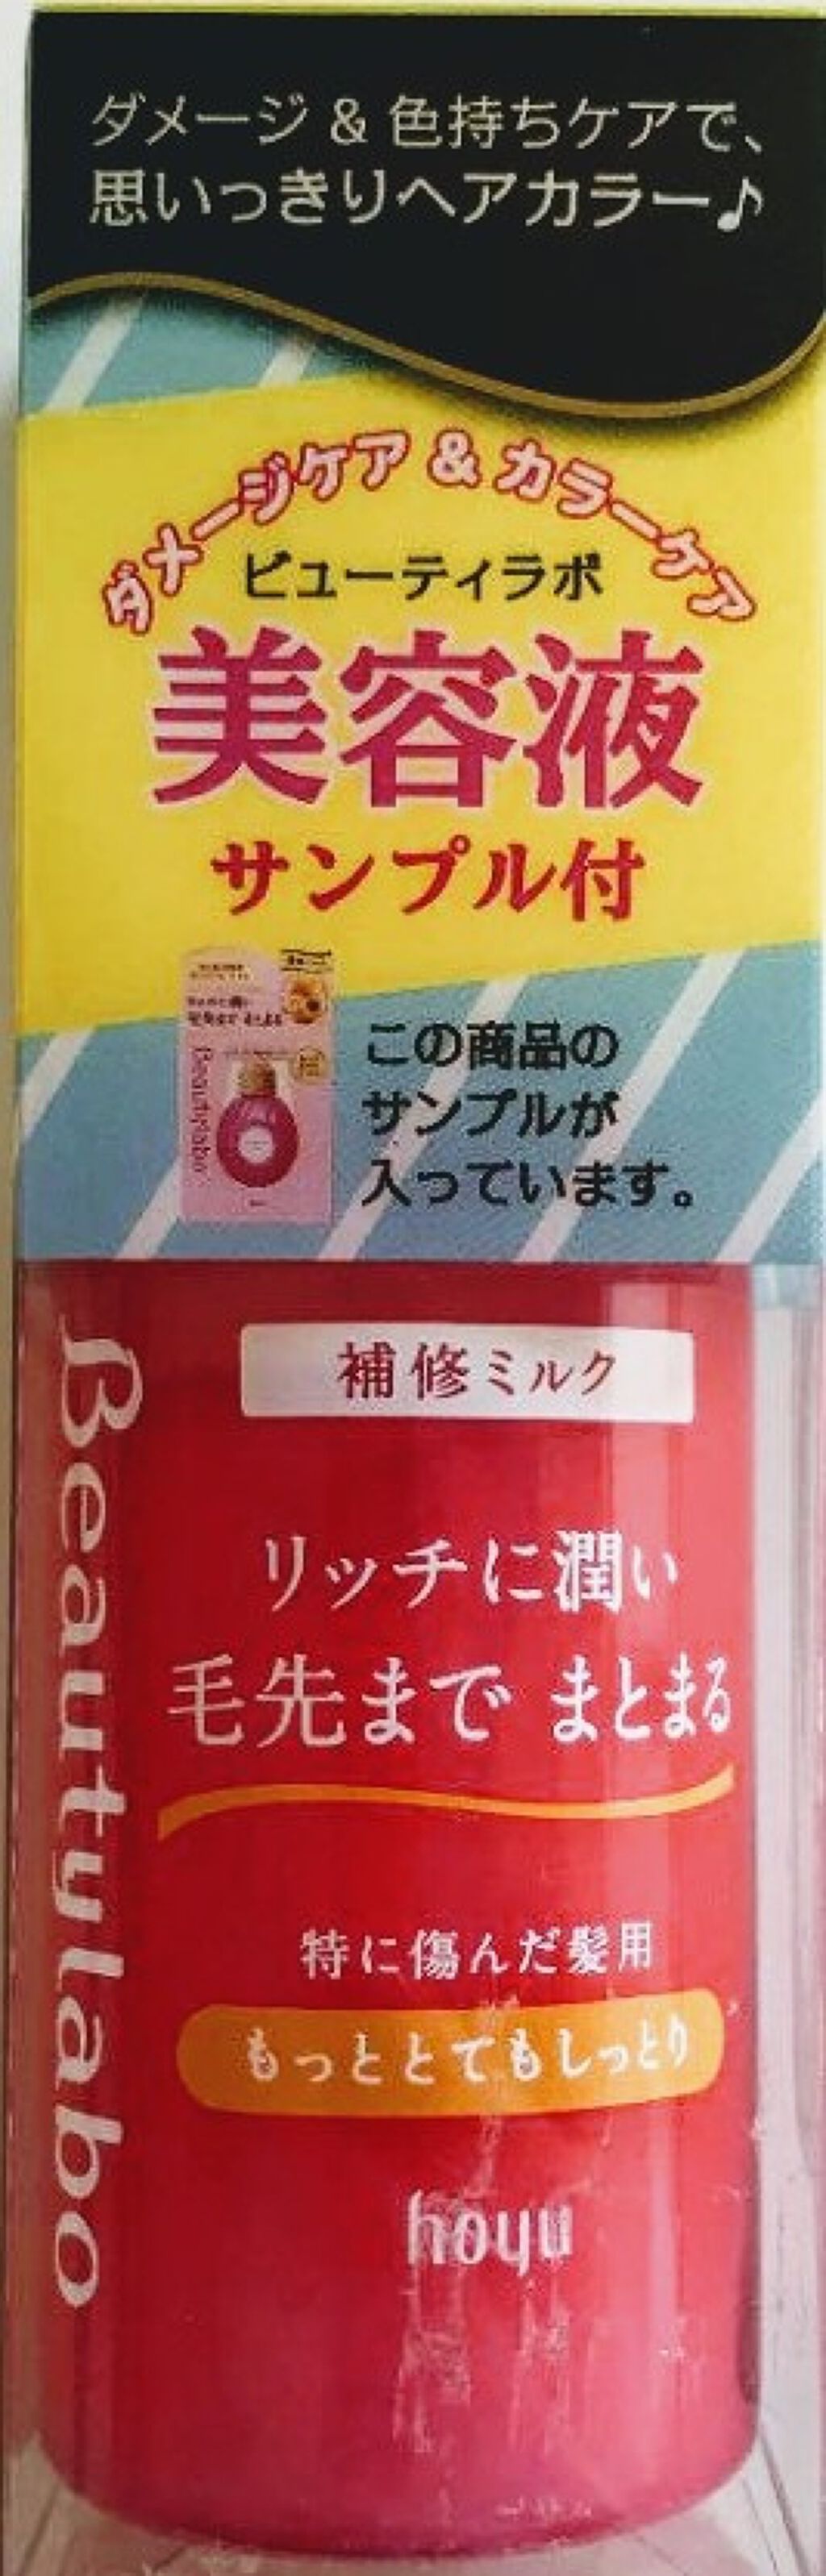 ダメージ & 色持ちケアで、
思いっきりヘアカラー♪
ダメージケア & カラーケア
ビューティラボ
美容液
サンプル付
Beautylabo
この商品の
サンプルが
入っています。
補修ミルク
Beautylabo
リッチに潤い
毛先まで まとまる
特に傷んだ髪用
もっととてもしっとり
hoyu